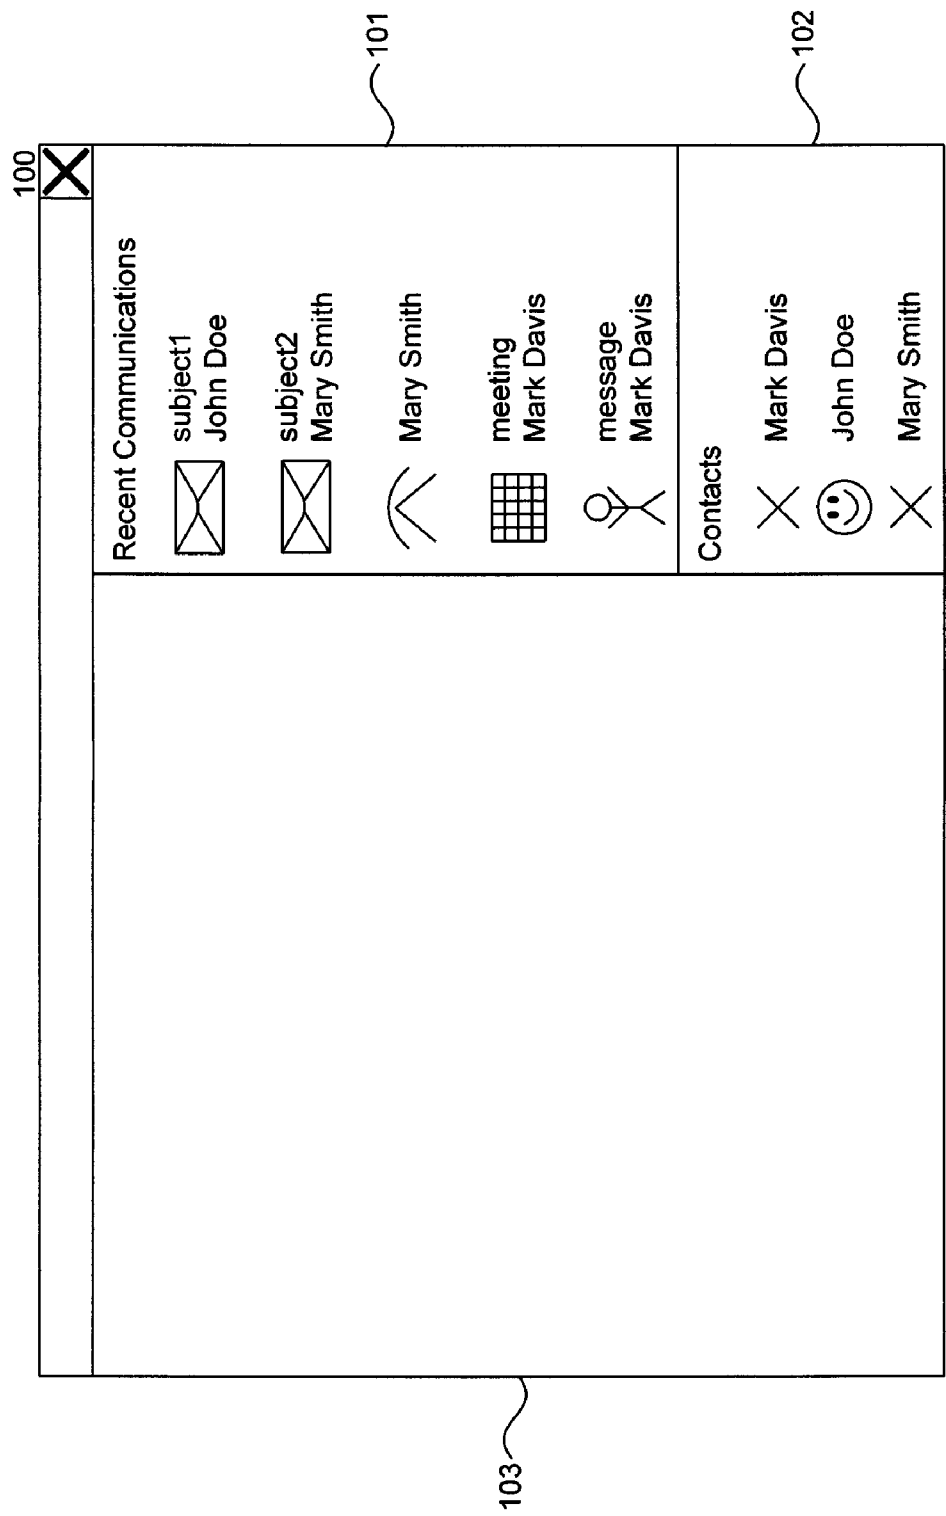 100
Recent Communications
subject1
John Doe
subject2
Mary Smith
Mary Smith
meeting
Mark Davis
message
Mark Davis
101
Contacts
Mark Davis
John Doe
Mary Smith
102
103